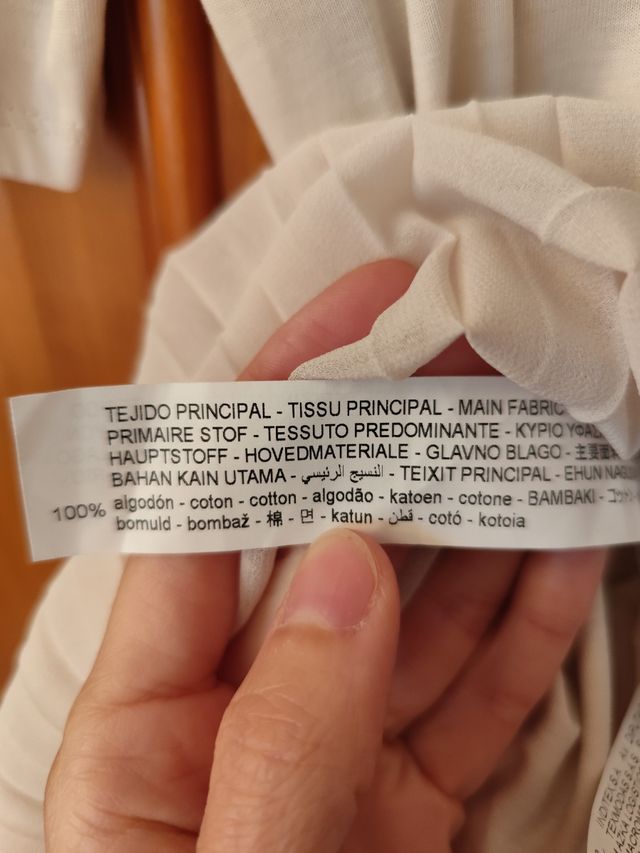 TEJIDO PRINCIPAL - TISSU PRINCIPAL - MAIN FABRIC
PRIMAIRE STOF - TESSUTO PREDOMINANTE - ΚΥΡΙΟ
HAUPTSTOFF - HOVEDMATERIALE - GLAVNO BLAGO - 主要
BAHAN KAIN UTAMA - النسيج الرئيسي - TEIXIT PRINCIPAL - EHUN
100% algodón - coton - cotton - algodão - katoen - cotone - ΒΑΜΒΑΚΙ -
bomuld - bombaž - 棉 - 면 - katun - قطن - cotó - kotoia
INDITEX S.A.